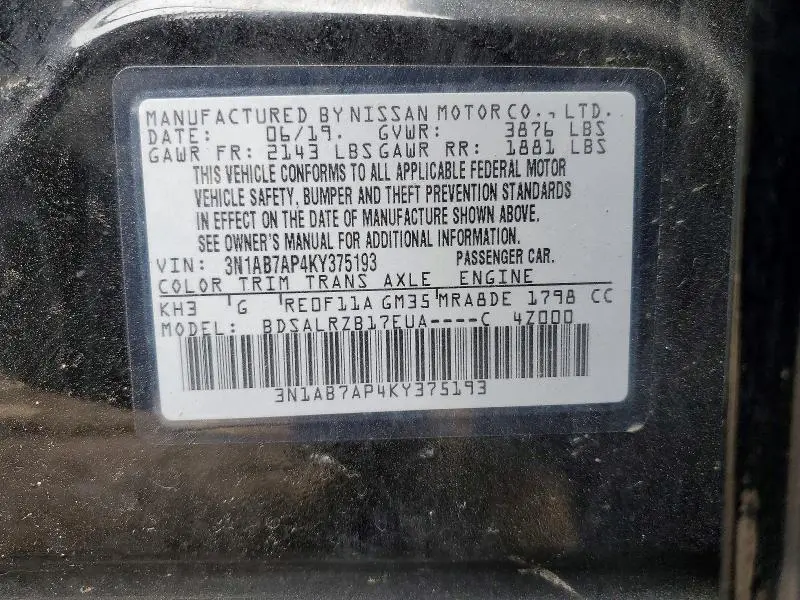 MANUFACTURED BY NISSAN MOTOR CO., LTD.
DATE: 06/19. GVWR: 3876 LBS
GAWR FR: 2143 LBS GAWR RR: 1881 LBS
THIS VEHICLE CONFORMS TO ALL APPLICABLE FEDERAL MOTOR
VEHICLE SAFETY, BUMPER AND THEFT PREVENTION STANDARDS
IN EFFECT ON THE DATE OF MANUFACTURE SHOWN ABOVE.
SEE OWNER'S MANUAL FOR ADDITIONAL INFORMATION.
VIN: 3N1AB7AP4KY375193 PASSENGER CAR.
COLOR TRIM TRANS AXLE ENGINE
KH3 G RE0F11A GM35 MRA8DE 1798 CC
MODEL: BDSALRZB17EUA----C 4Z000
3N1AB7AP4KY375193